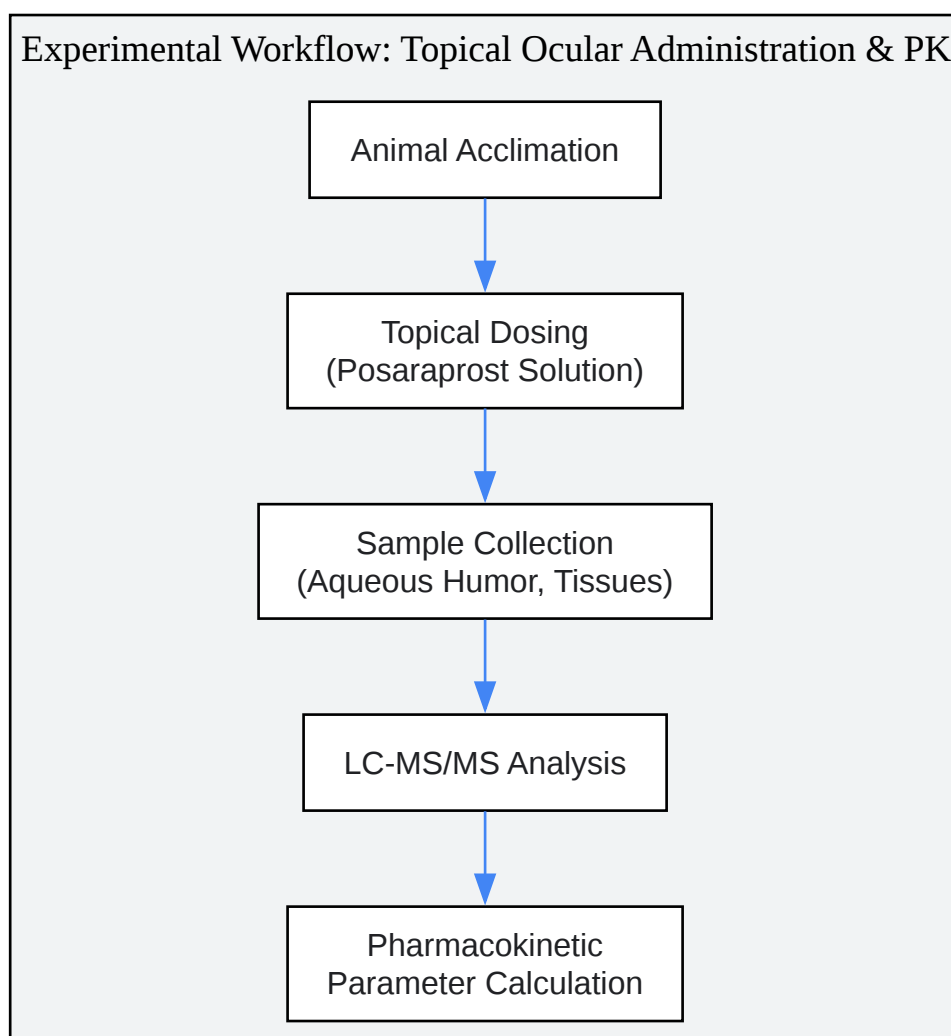 Experimental Workflow: Topical Ocular Administration & PK
Animal Acclimation
Topical Dosing
(Posaraprost Solution)
Sample Collection
(Aqueous Humor, Tissues)
LC-MS/MS Analysis
Pharmacokinetic
Parameter Calculation